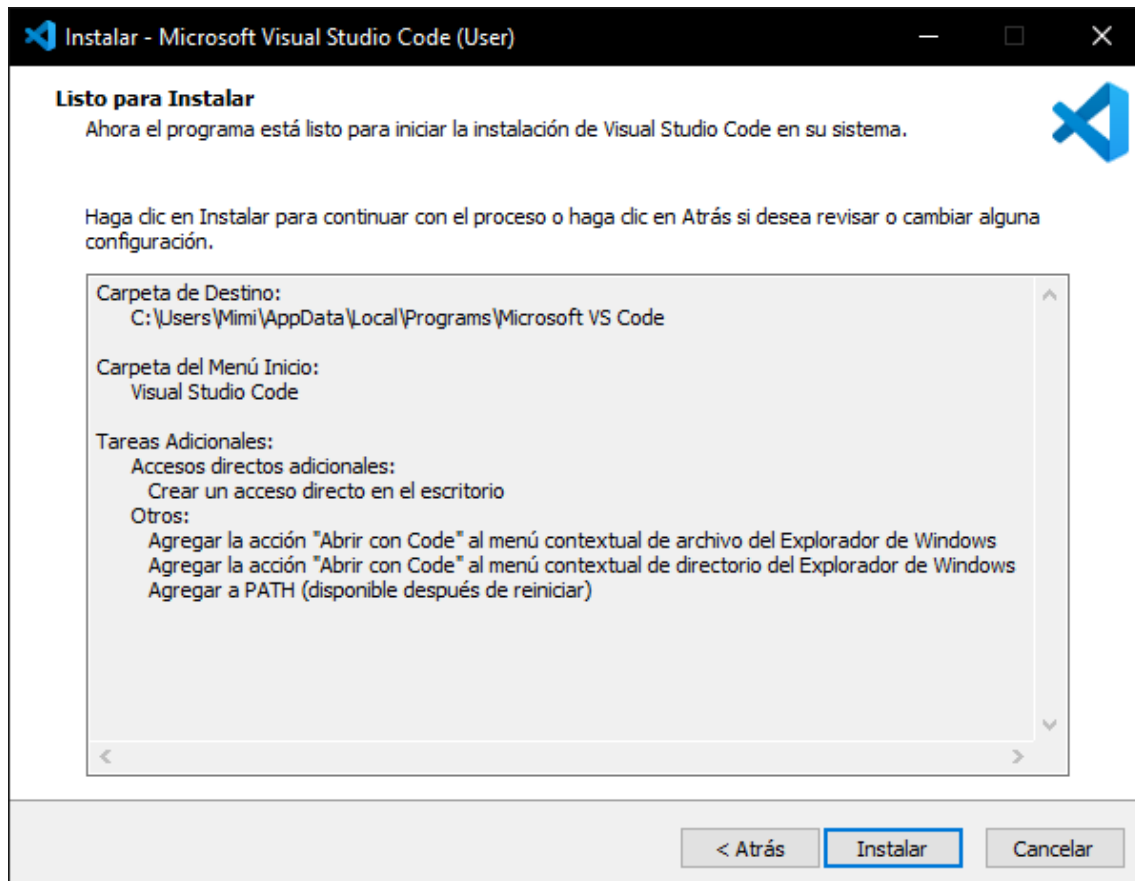 Instalar - Microsoft Visual Studio Code (User)
Listo para Instalar
Ahora el programa está listo para iniciar la instalación de Visual Studio Code en su sistema.
Haga clic en Instalar para continuar con el proceso o haga clic en Atrás si desea revisar o cambiar alguna
configuración.
Carpeta de Destino:
C:\Users\Mimi\AppData\Local\Programs\Microsoft VS Code
Carpeta del Menú Inicio:
Visual Studio Code
Tareas Adicionales:
Accesos directos adicionales:
Crear un acceso directo en el escritorio
Otros:
Agregar la acción "Abrir con Code" al menú contextual de archivo del Explorador de Windows
Agregar la acción "Abrir con Code" al menú contextual de directorio del Explorador de Windows
Agregar a PATH (disponible después de reiniciar)
< Atrás
Instalar
Cancelar